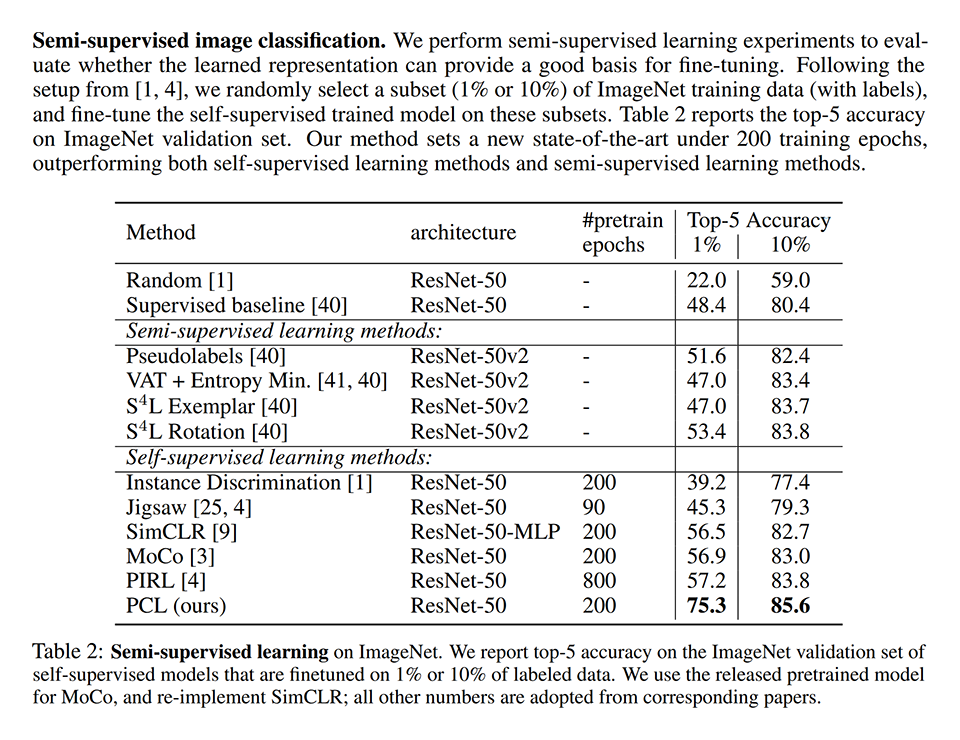 Semi-supervised image classification. We perform semi-supervised learning experiments to eval-
uate whether the learned representation can provide a good basis for fine-tuning. Following the
setup from [1, 4], we randomly select a subset (1% or 10%) of ImageNet training data (with labels),
and fine-tune the self-supervised trained model on these subsets. Table 2 reports the top-5 accuracy
on ImageNet validation set. Our method sets a new state-of-the-art under 200 training epochs,
outperforming both self-supervised learning methods and semi-supervised learning methods.
Method architecture #pretrain epochs Top-5 Accuracy
1% 10%
Random [1] ResNet-50 - 22.0 59.0
Supervised baseline [40] ResNet-50 - 48.4 80.4
Semi-supervised learning methods:
Pseudolabels [40] ResNet-50v2 - 51.6 82.4
VAT + Entropy Min. [41, 40] ResNet-50v2 - 47.0 83.4
S⁴L Exemplar [40] ResNet-50v2 - 47.0 83.7
S⁴L Rotation [40] ResNet-50v2 - 53.4 83.8
Self-supervised learning methods:
Instance Discrimination [1] ResNet-50 200 39.2 77.4
Jigsaw [25, 4] ResNet-50 90 45.3 79.3
SimCLR [9] ResNet-50-MLP 200 56.5 82.7
MoCo [3] ResNet-50 200 56.9 83.0
PIRL [4] ResNet-50 800 57.2 83.8
PCL (ours) ResNet-50 200 75.3 85.6
Table 2: Semi-supervised learning on ImageNet. We report top-5 accuracy on the ImageNet validation set of
self-supervised models that are finetuned on 1% or 10% of labeled data. We use the released pretrained model
for MoCo, and re-implement SimCLR; all other numbers are adopted from corresponding papers.